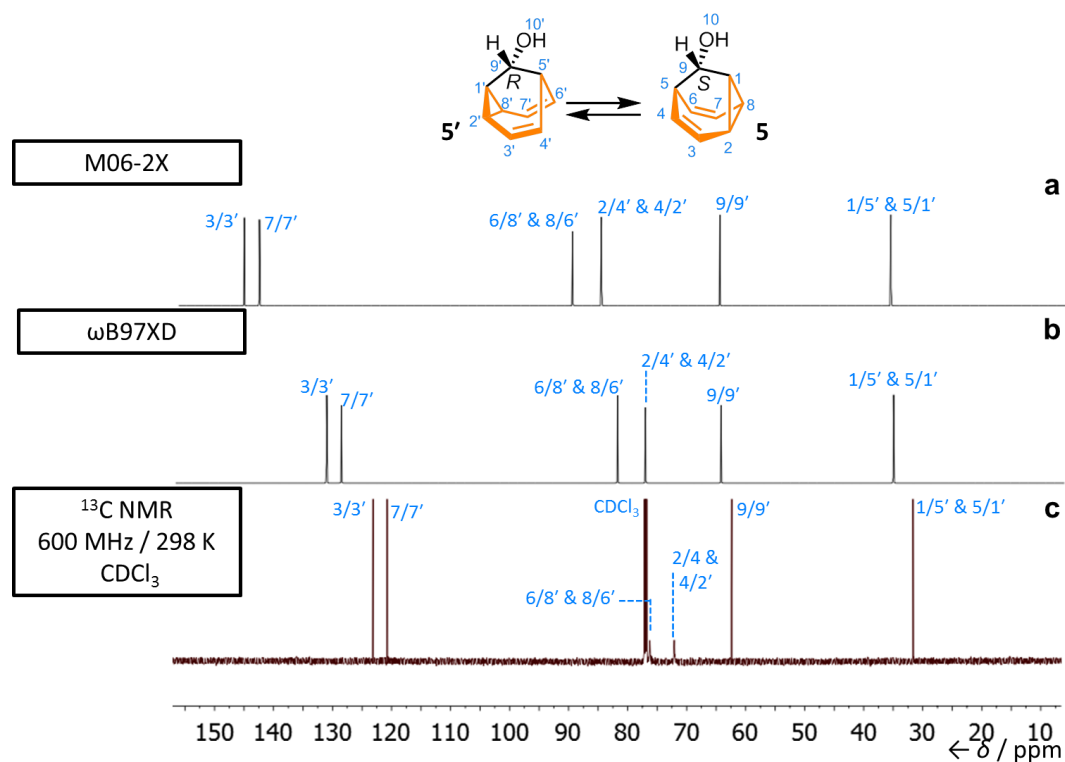 10'
OH
H
9'
R
5'
1'
8'
7'
6'
2'
3'
4'
5'
10
OH
H
9
S
1
5
6
7
8
4
3
2
5
M06-2X
a
3/3'
7/7'
6/8' & 8/6'
2/4' & 4/2'
9/9'
1/5' & 5/1'
ωB97XD
b
3/3'
7/7'
6/8' & 8/6'
2/4' & 4/2'
9/9'
1/5' & 5/1'
¹³C NMR
600 MHz / 298 K
CDCl₃
c
3/3'
7/7'
CDCl₃
9/9'
1/5' & 5/1'
2/4 &
4/2'
6/8' & 8/6'
150 140 130 120 110 100 90 80 70 60 50 40 30 20 10
← δ / ppm